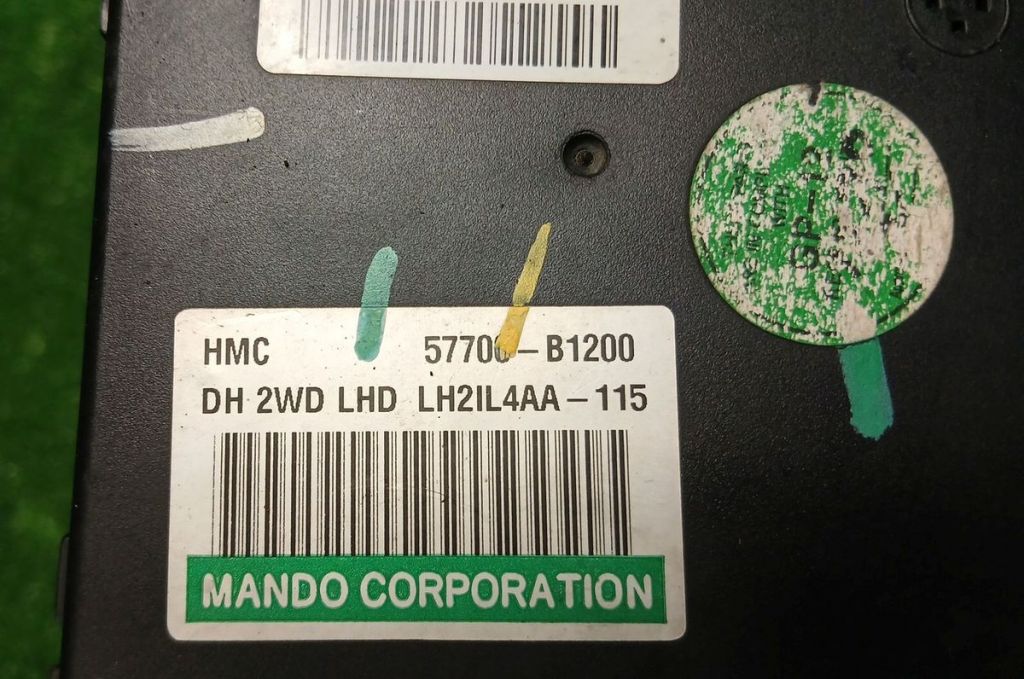 HMC 57700-B1200
DH 2WD LHD LH2IL4AA-115
MANDO CORPORATION